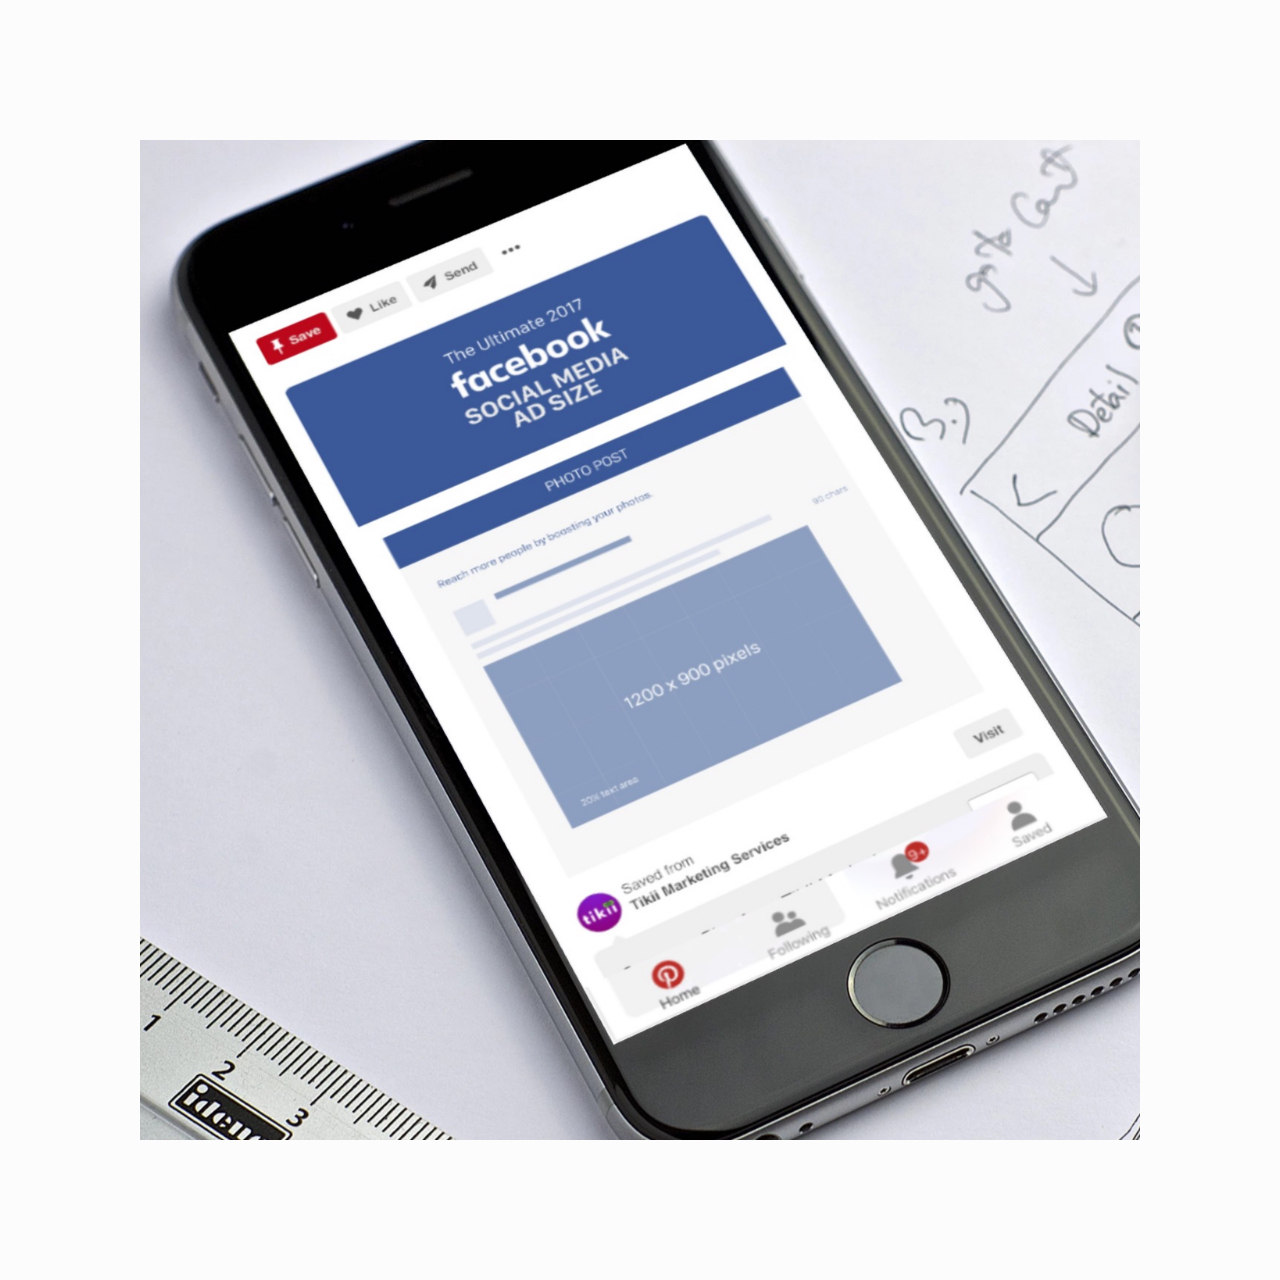 Save
Like
Send
The Ultimate 2017
facebook
SOCIAL MEDIA
AD SIZE
PHOTO POST
Reach more people by boosting your photos.
90 chars
1200 x 900 pixels
20% text area
Visit
Saved from
Tikii Marketing Services
tikii
9+
Home
Following
Notifications
Saved
go to Cart
3.)
Detail
1
2
3
idena